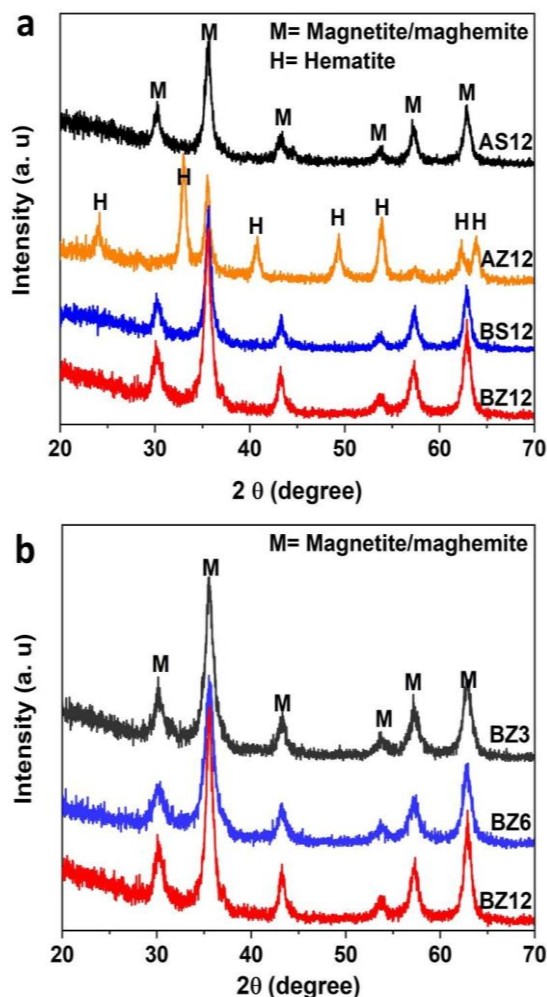 a
M= Magnetite/maghemite
H= Hematite
M
M
M
M
M
M
AS12
H
H
H
H
H
H H
AZ12
BS12
BZ12
Intensity (a. u)
20 30 40 50 60 70
2 θ (degree)
b
M= Magnetite/maghemite
M
M
M
M
M
M
BZ3
BZ6
BZ12
Intensity (a. u)
20 30 40 50 60 70
2θ (degree)